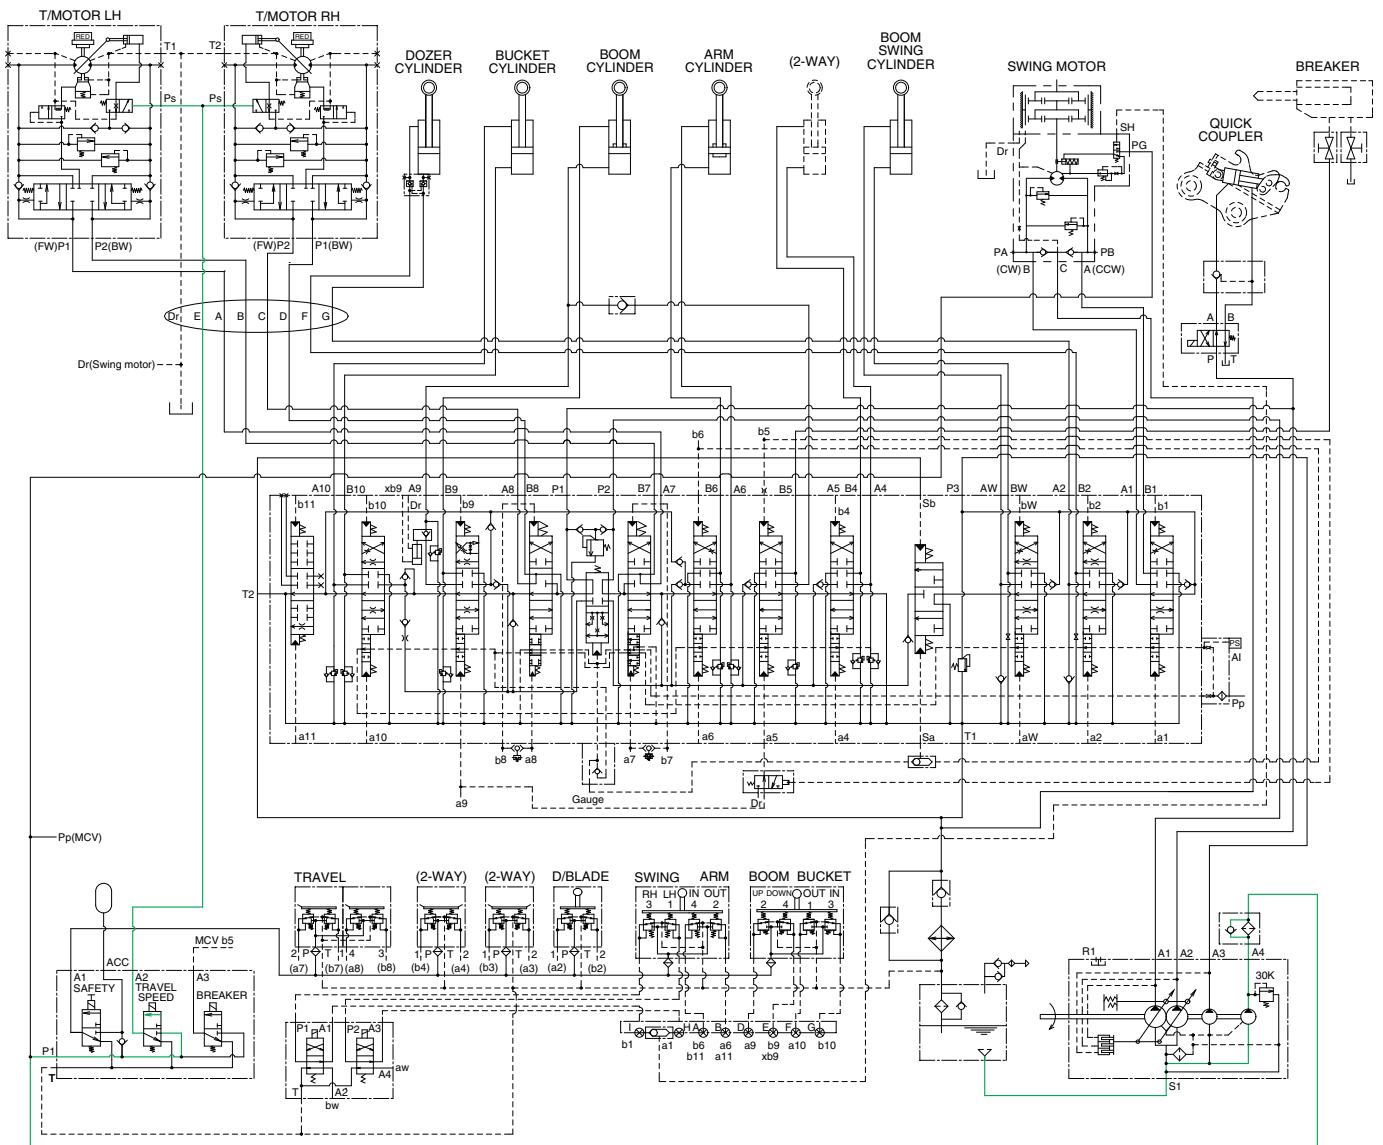 T/MOTOR LH
T/MOTOR RH
RED
RED
T1
T2
Ps
Ps
(FW)P1
P2(BW)
(FW)P2
P1(BW)
DOZER
CYLINDER
BUCKET
CYLINDER
BOOM
CYLINDER
ARM
CYLINDER
(2-WAY)
BOOM
SWING
CYLINDER
SWING MOTOR
BREAKER
QUICK
COUPLER
SH
PG
Dr
PA
PB
(CW) B
C
A (CCW)
A B
P T
Dr E A B C D F G
Dr(Swing motor)
b6
b5
A10 B10 xb9 A9 B9 A8 B8 P1 P2 B7 A7 B6 A6 x B5 A5 B4 A4 Sb P3 AW BW A2 B2 A1 B1
b11 b10 Dr b9 b4 bW b2 b1
T2
PS
AI
Pp
a11 a10 a6 a5 a4 Sa T1 aW a2 a1
b8 a8 a7 b7
a9
Gauge
Dr
Pp(MCV)
TRAVEL
(2-WAY)
(2-WAY)
D/BLADE
SWING ARM
RH LH IN OUT
3 1 4 2
BOOM BUCKET
UP DOWN OUT IN
2 4 1 3
2 P T 1 4 3
(a7) (b7) (a8) (b8)
1 P T 2
(b4) (a4)
1 P T 2
(b3) (a3)
1 P T 2
(a2) (b2)
MCV b5
ACC
A1
SAFETY
A2
TRAVEL
SPEED
A3
BREAKER
P1
T
P1 A1 P2 A3
aw
A4
T A2
bw
I H A B D E F G
b1 a1 b6 a6 a9 b9 a10 b10
b11 a11 xb9
R1
A1 A2 A3 A4
30K
S1